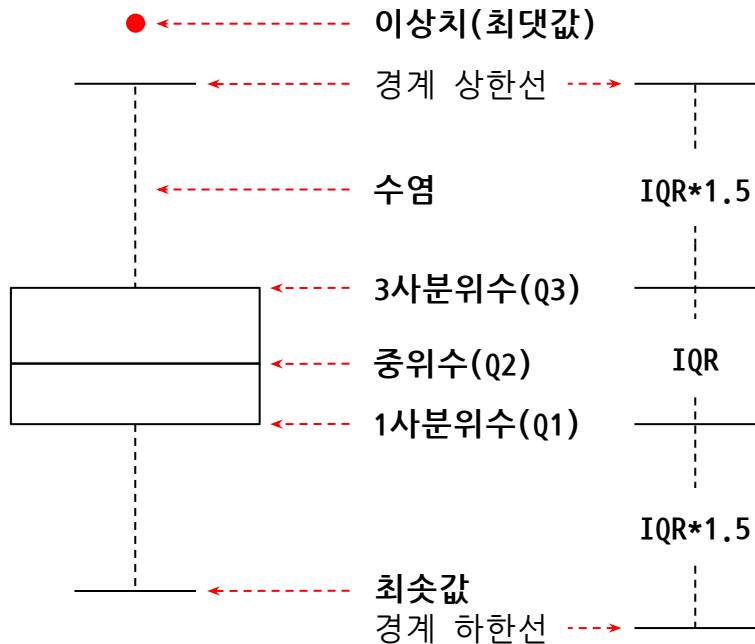 이상치(최댓값)
경계 상한선
수염
IQR*1.5
3사분위수(Q3)
중위수(Q2)
IQR
1사분위수(Q1)
IQR*1.5
최솟값
경계 하한선